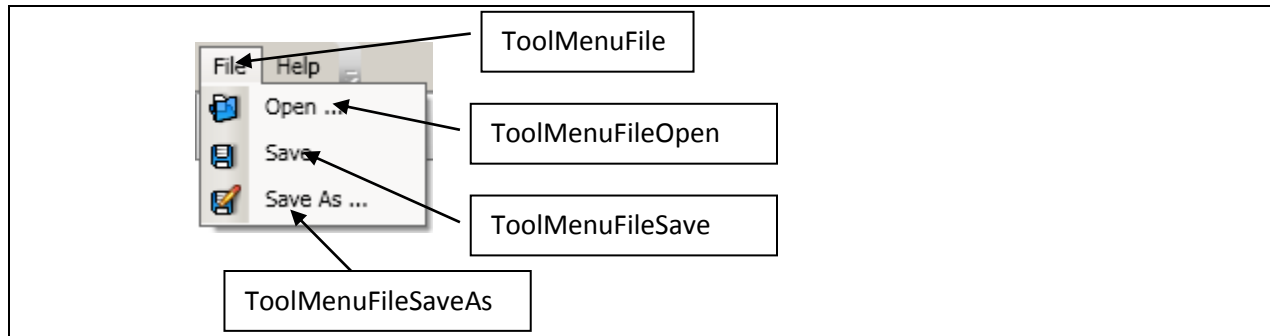 ToolMenuFile
File Help
Open ...
ToolMenuFileOpen
Save
ToolMenuFileSave
Save As ...
ToolMenuFileSaveAs